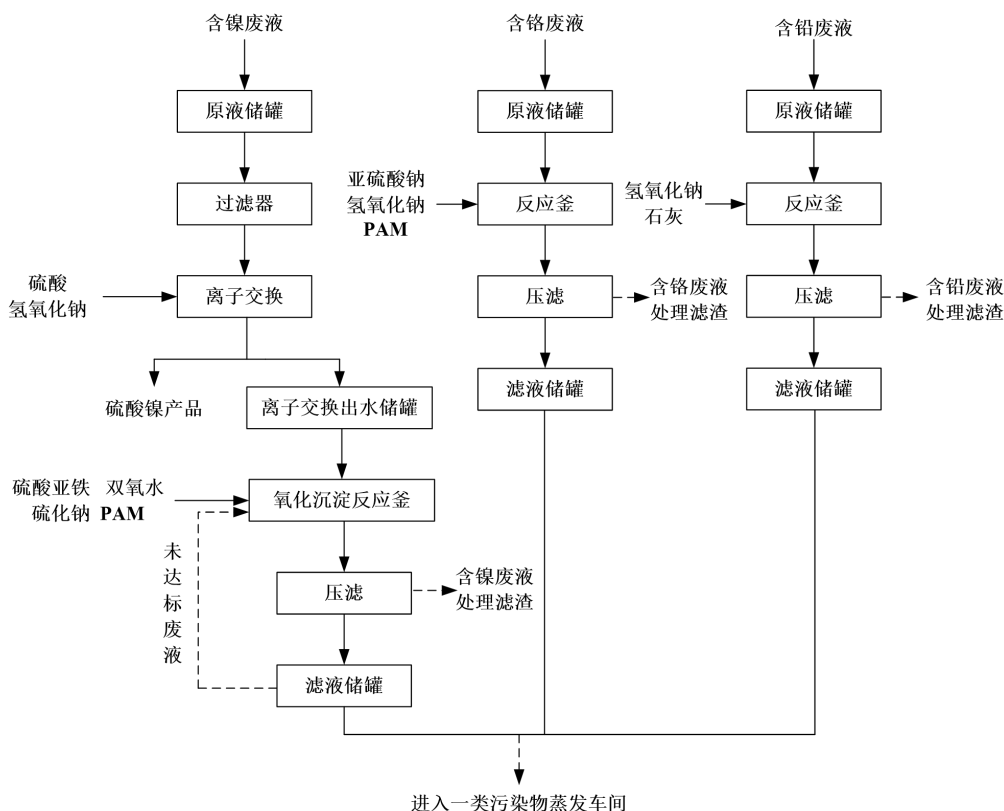 含镍废液
含铬废液
含铅废液
原液储罐
原液储罐
原液储罐
过滤器
亚硫酸钠
氢氧化钠
PAM
反应釜
氢氧化钠
石灰
反应釜
硫酸
氢氧化钠
离子交换
压滤
含铬废液
处理滤渣
压滤
含铅废液
处理滤渣
硫酸镍产品
离子交换出水储罐
滤液储罐
滤液储罐
硫酸亚铁 双氧水
硫化钠 PAM
氧化沉淀反应釜
未
达
标
废
液
压滤
含镍废液
处理滤渣
滤液储罐
进入一类污染物蒸发车间